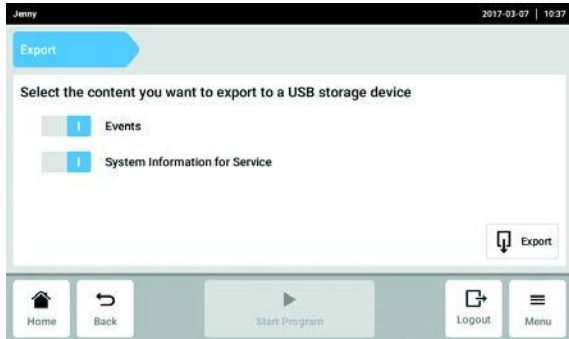 Jenny 2017-03-07 | 10:37
Export
Select the content you want to export to a USB storage device
Events
System Information for Service
Export
Home Back Start Program Logout Menu